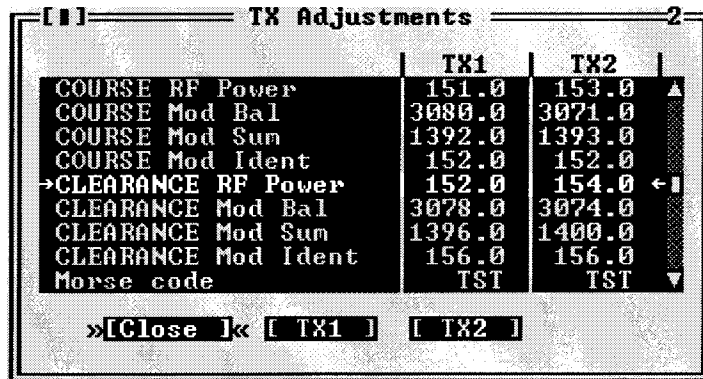 [▮] TX Adjustments 2
TX1 TX2
COURSE RF Power 151.0 153.0 ▲
COURSE Mod Bal 3080.0 3071.0
COURSE Mod Sum 1392.0 1393.0
COURSE Mod Ident 152.0 152.0
→CLEARANCE RF Power 152.0 154.0 ←
CLEARANCE Mod Bal 3078.0 3074.0
CLEARANCE Mod Sum 1396.0 1400.0
CLEARANCE Mod Ident 156.0 156.0
Morse code TST TST ▼
»[Close ]« [ TX1 ] [ TX2 ]